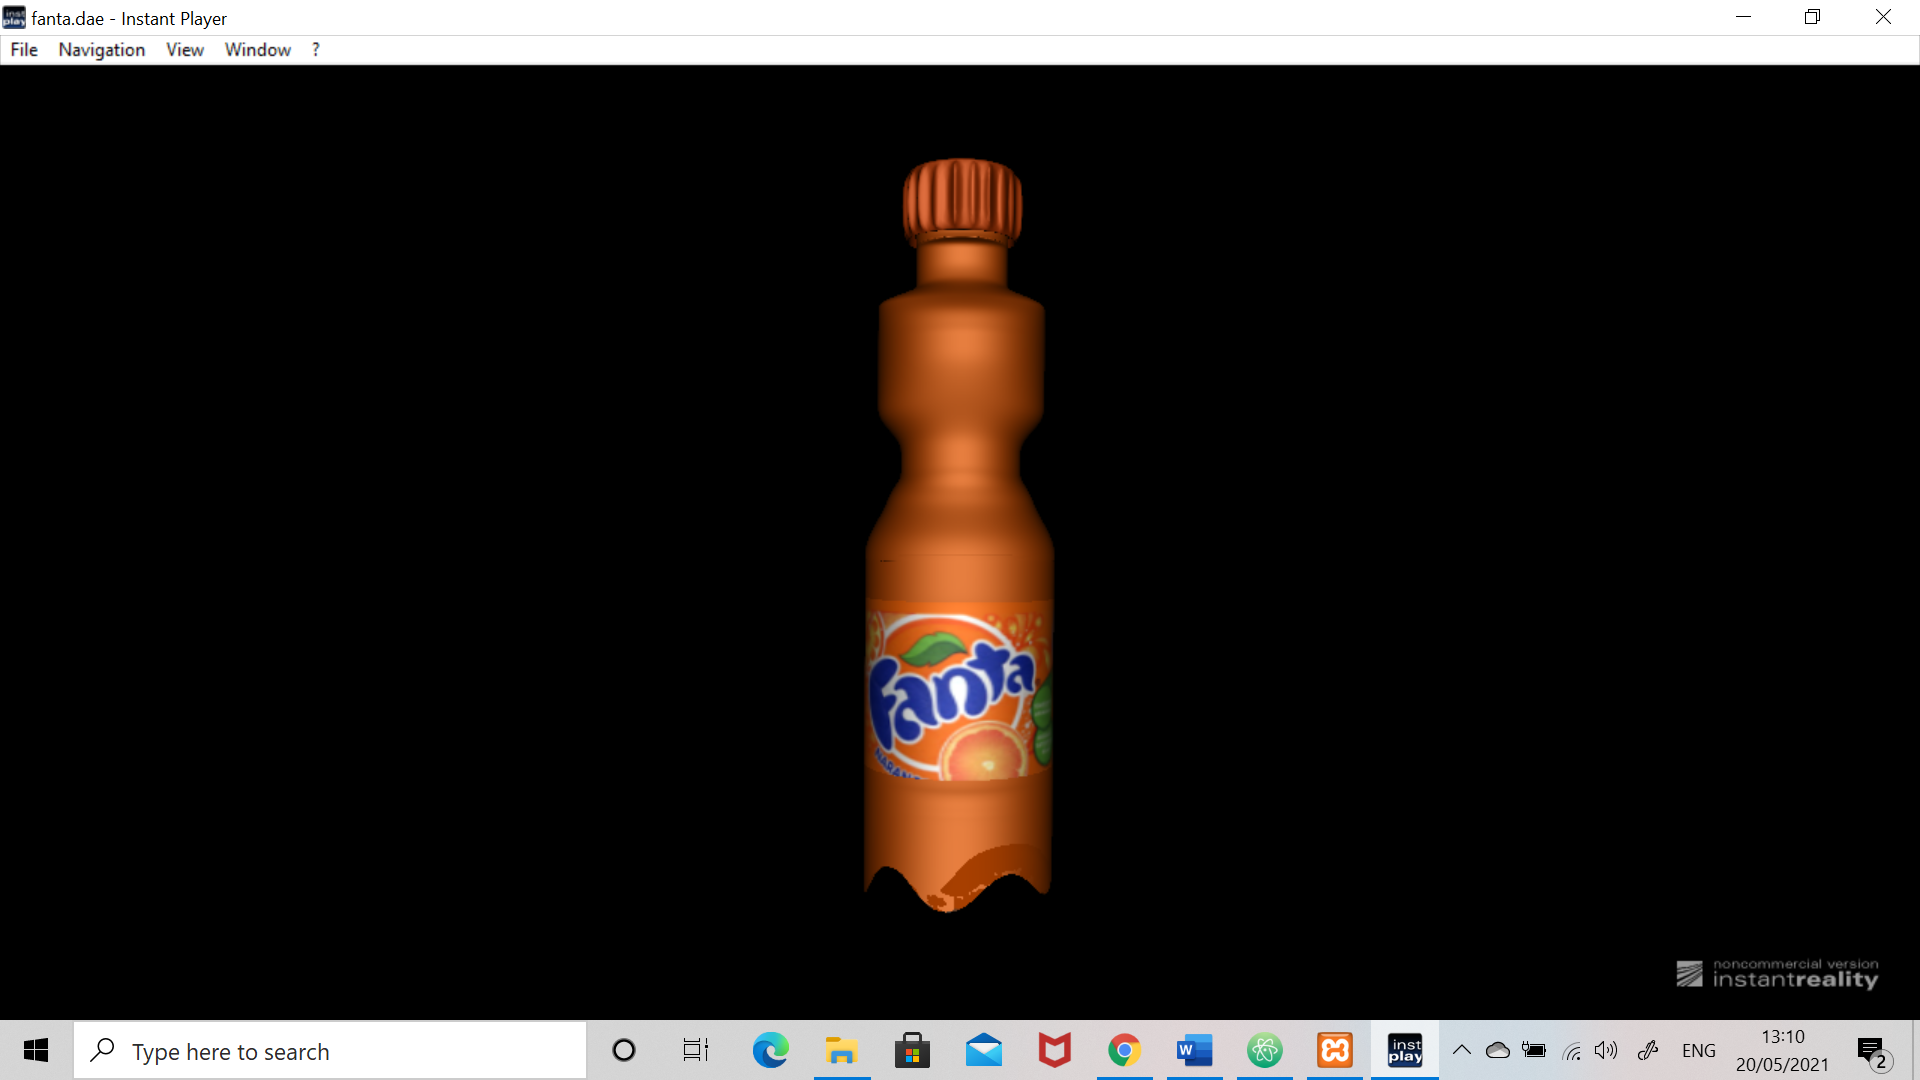 fanta.dae - Instant Player
File Navigation View Window ?
Fanta
noncommercial version
instantreality
Type here to search
W
inst
play
ENG
13:10
20/05/2021
2